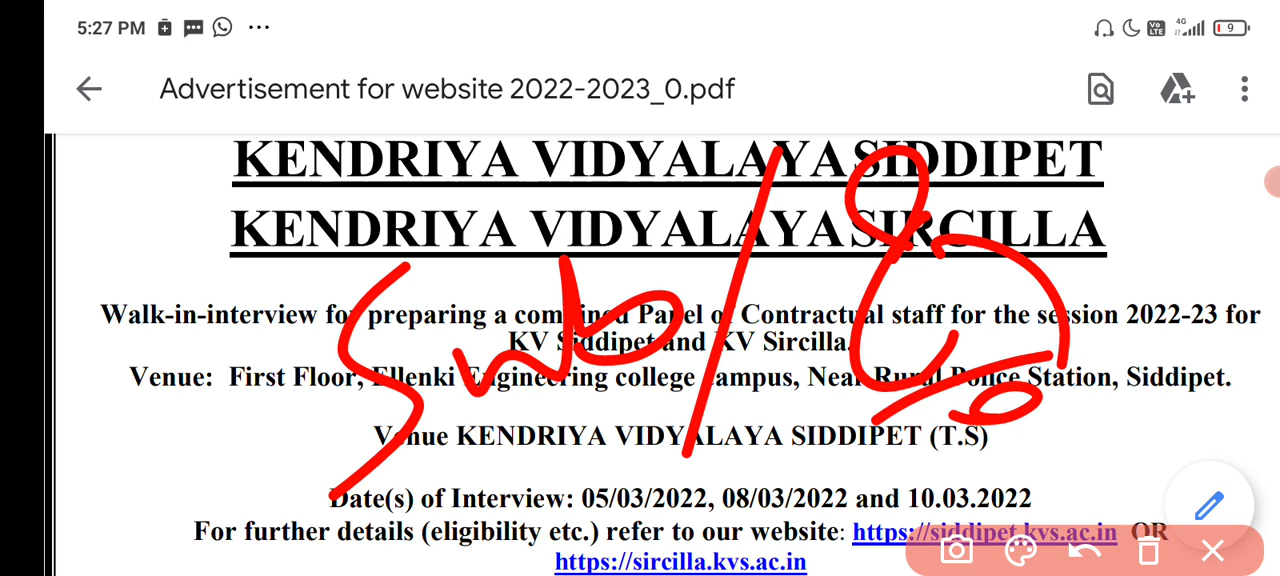 5:27 PM
4G
Vo LTE
9
Advertisement for website 2022-2023_0.pdf
KENDRIYA VIDYALAYA SIDDIPET
KENDRIYA VIDYALAYA SIRCILLA
Walk-in-interview for preparing a combined Panel of Contractual staff for the session 2022-23 for
KV Siddipet and KV Sircilla.
Venue: First Floor, Ellenki Engineering college campus, Near Rural Police Station, Siddipet.
Venue KENDRIYA VIDYALAYA SIDDIPET (T.S)
Date(s) of Interview: 05/03/2022, 08/03/2022 and 10.03.2022
For further details (eligibility etc.) refer to our website: https://siddipet.kvs.ac.in OR
https://sircilla.kvs.ac.in